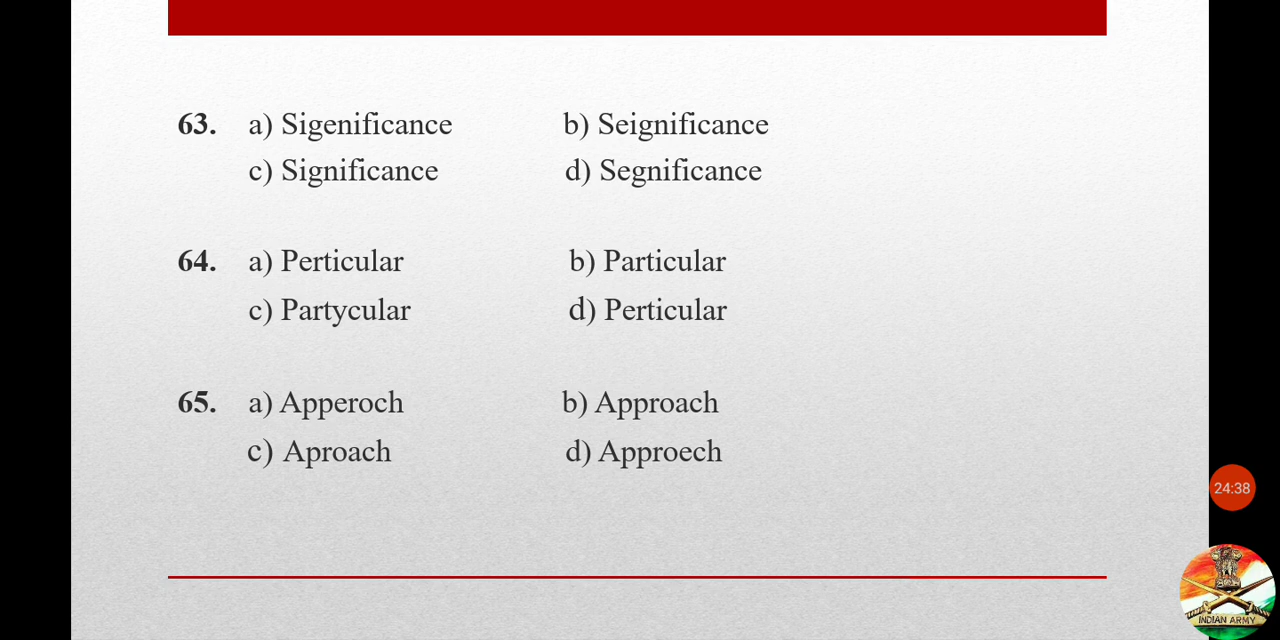 63. a) Sigenificance b) Seignificance
c) Significance d) Segnificance
64. a) Perticular b) Particular
c) Partycular d) Perticular
65. a) Apperoch b) Approach
c) Aproach d) Approech
24:38
INDIAN ARMY